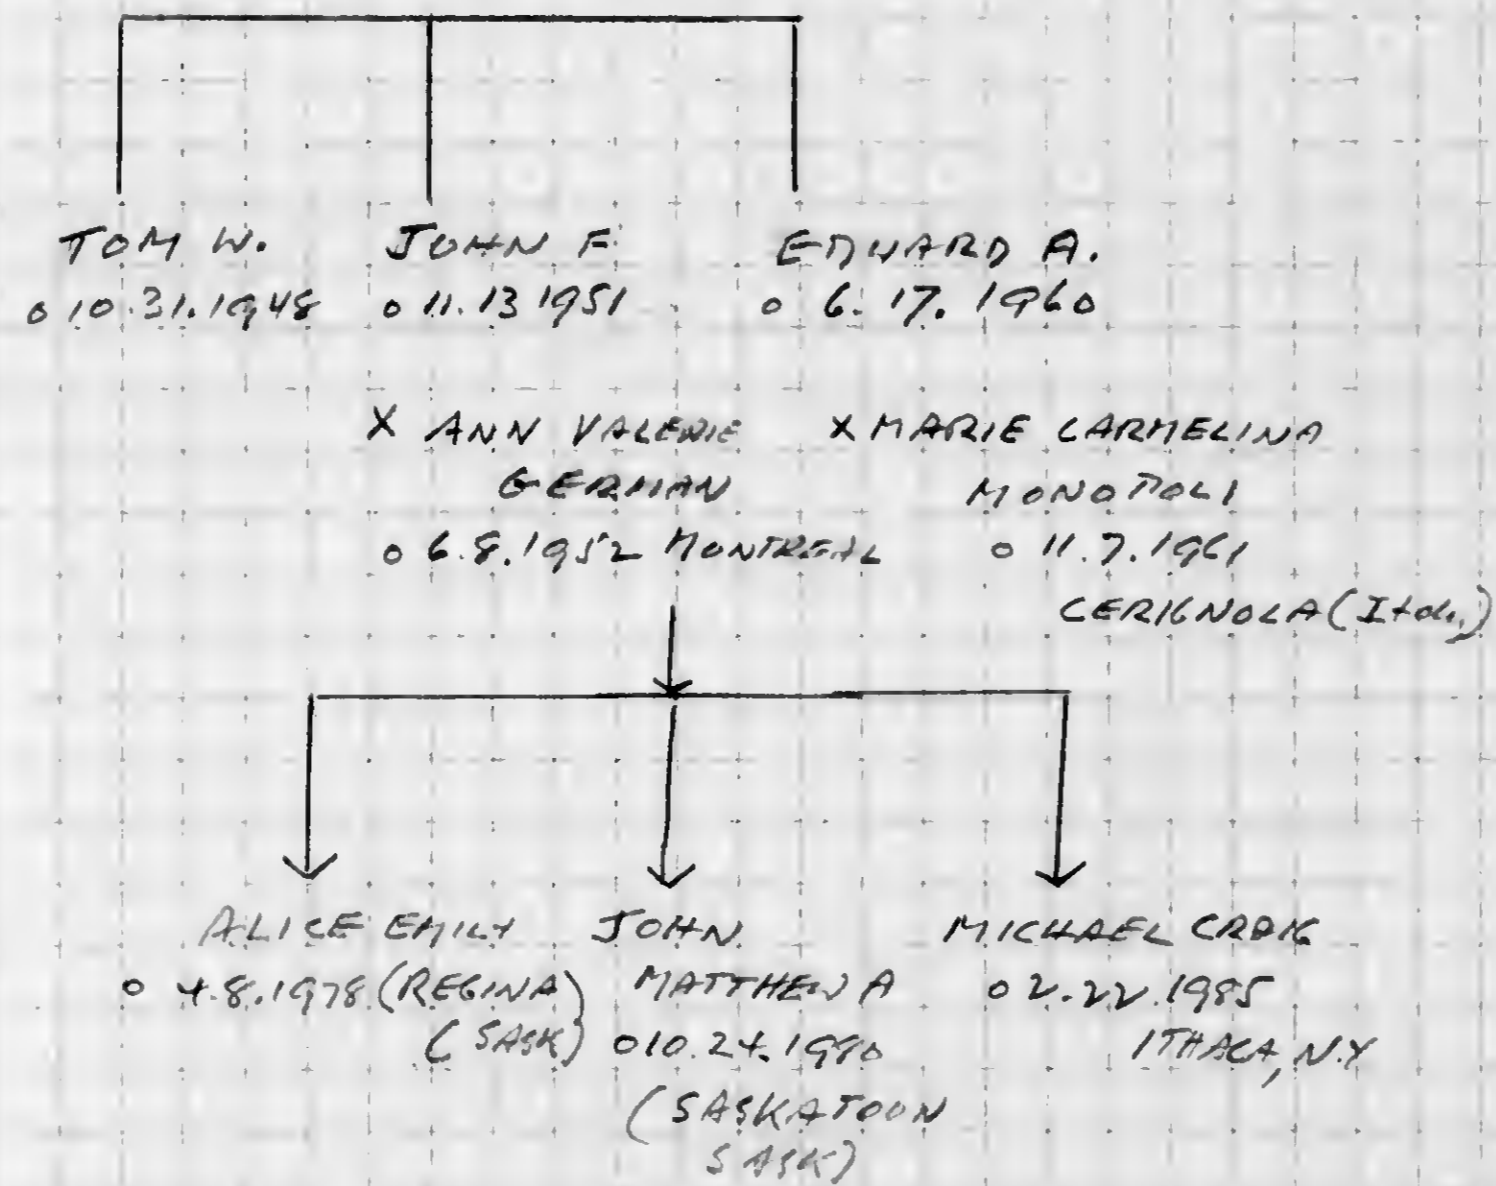 TOM W. JOHN F. EDWARD A.
o 10.31.1948 o 11.13 1951 o 6.17.1960
X ANN VALERIE X MARIE CARMELINA
GERMAN MONOPOLI
o 6.8.1952 MONTREAL o 11.7.1961
CERIGNOLA (Italy)
ALICE EMILY JOHN MICHAEL CRAIG
o 4.8.1978 (REGINA) MATTHEW A o 2.22.1985
(SASK) o 10.24.1980 ITHACA, N.Y
(SASKATOON
SASK)